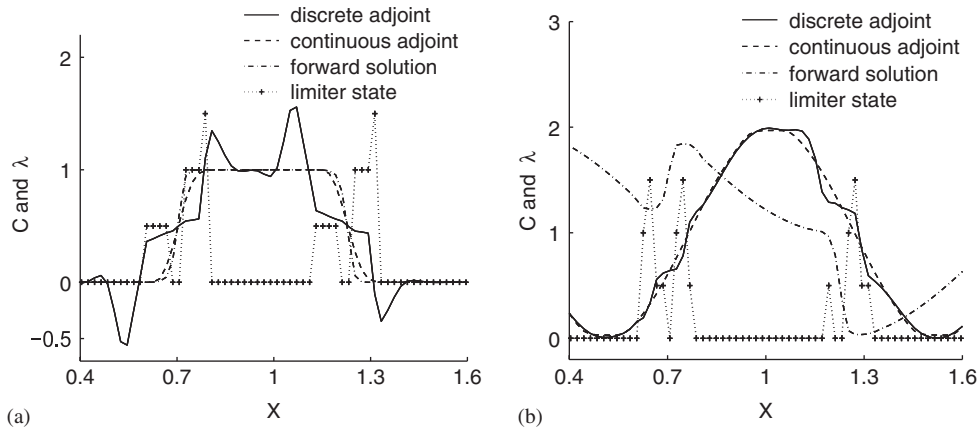 discrete adjoint
continuous adjoint
forward solution
limiter state
2
1
0
−0.5
C and λ
0.4
0.7
1
1.3
1.6
X
(a)
discrete adjoint
continuous adjoint
forward solution
limiter state
3
2
1
0
C and λ
0.4
0.7
1
1.3
1.6
X
(b)